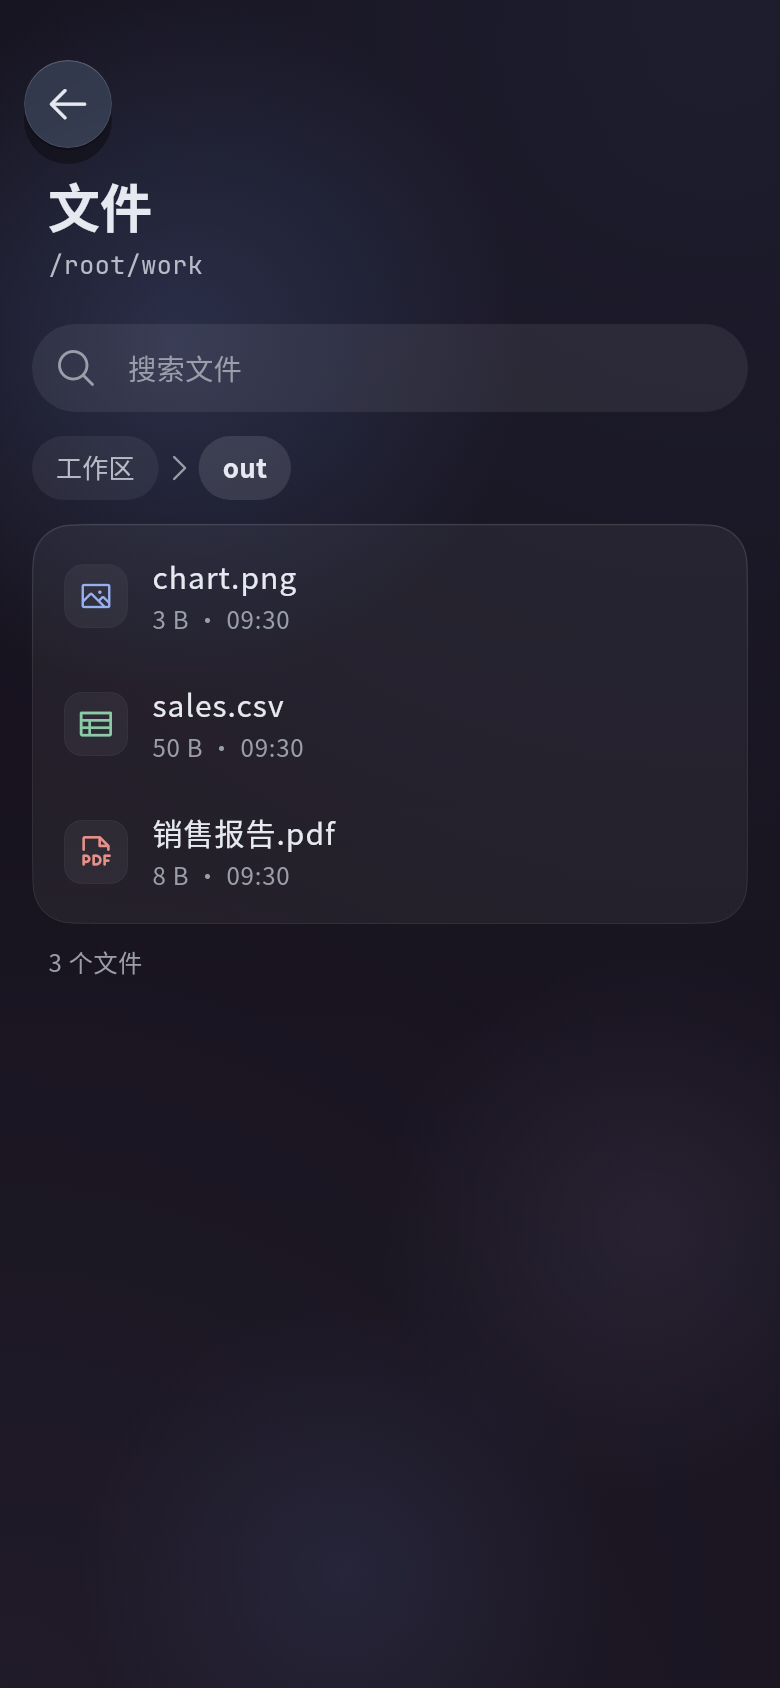 文件
/root/work
搜索文件
工作区 out
chart.png
3 B • 09:30
sales.csv
50 B • 09:30
PDF 销售报告.pdf
8 B • 09:30
3 个文件